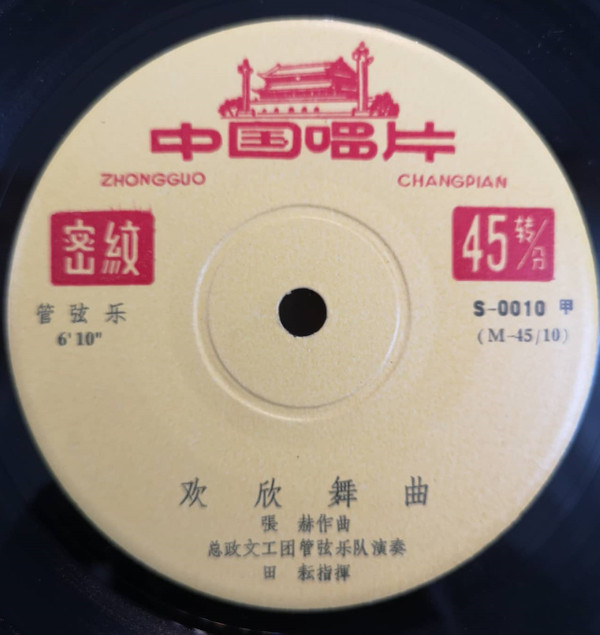 中国唱片
ZHONGGUO CHANGPIAN
密紋
45转/分
管弦乐
6′10″
S-0010 甲
(M-45/10)
欢欣舞曲
張赫作曲
总政文工团管弦乐队演奏
田耘指揮